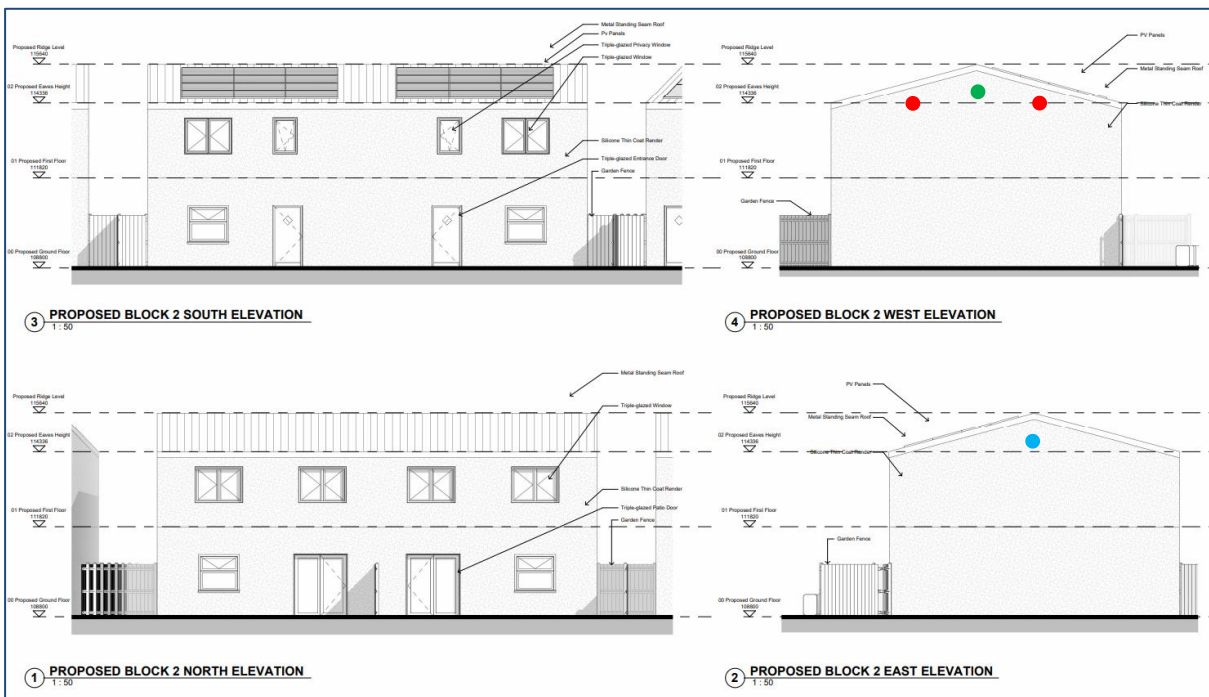 Metal Standing Seam Roof
Pv Panels
Triple-glazed Privacy Window
Triple-glazed Window
Proposed Ridge Level
115640
02 Proposed Eaves Height
114336
Silicone Thin Coat Render
01 Proposed First Floor
111820
Triple-glazed Entrance Door
Garden Fence
00 Proposed Ground Floor
108800
3 PROPOSED BLOCK 2 SOUTH ELEVATION
1 : 50
PV Panels
Proposed Ridge Level
115640
Metal Standing Seam Roof
02 Proposed Eaves Height
114336
Silicone Thin Coat Render
01 Proposed First Floor
111820
Garden Fence
00 Proposed Ground Floor
108800
4 PROPOSED BLOCK 2 WEST ELEVATION
1 : 50
Metal Standing Seam Roof
Proposed Ridge Level
115640
Triple-glazed Window
02 Proposed Eaves Height
114336
Silicone Thin Coat Render
01 Proposed First Floor
111820
Triple-glazed Patio Door
Garden Fence
00 Proposed Ground Floor
108800
1 PROPOSED BLOCK 2 NORTH ELEVATION
1 : 50
PV Panels
Proposed Ridge Level
115640
Metal Standing Seam Roof
02 Proposed Eaves Height
114336
Silicone Thin Coat Render
01 Proposed First Floor
111820
Garden Fence
00 Proposed Ground Floor
108800
2 PROPOSED BLOCK 2 EAST ELEVATION
1 : 50